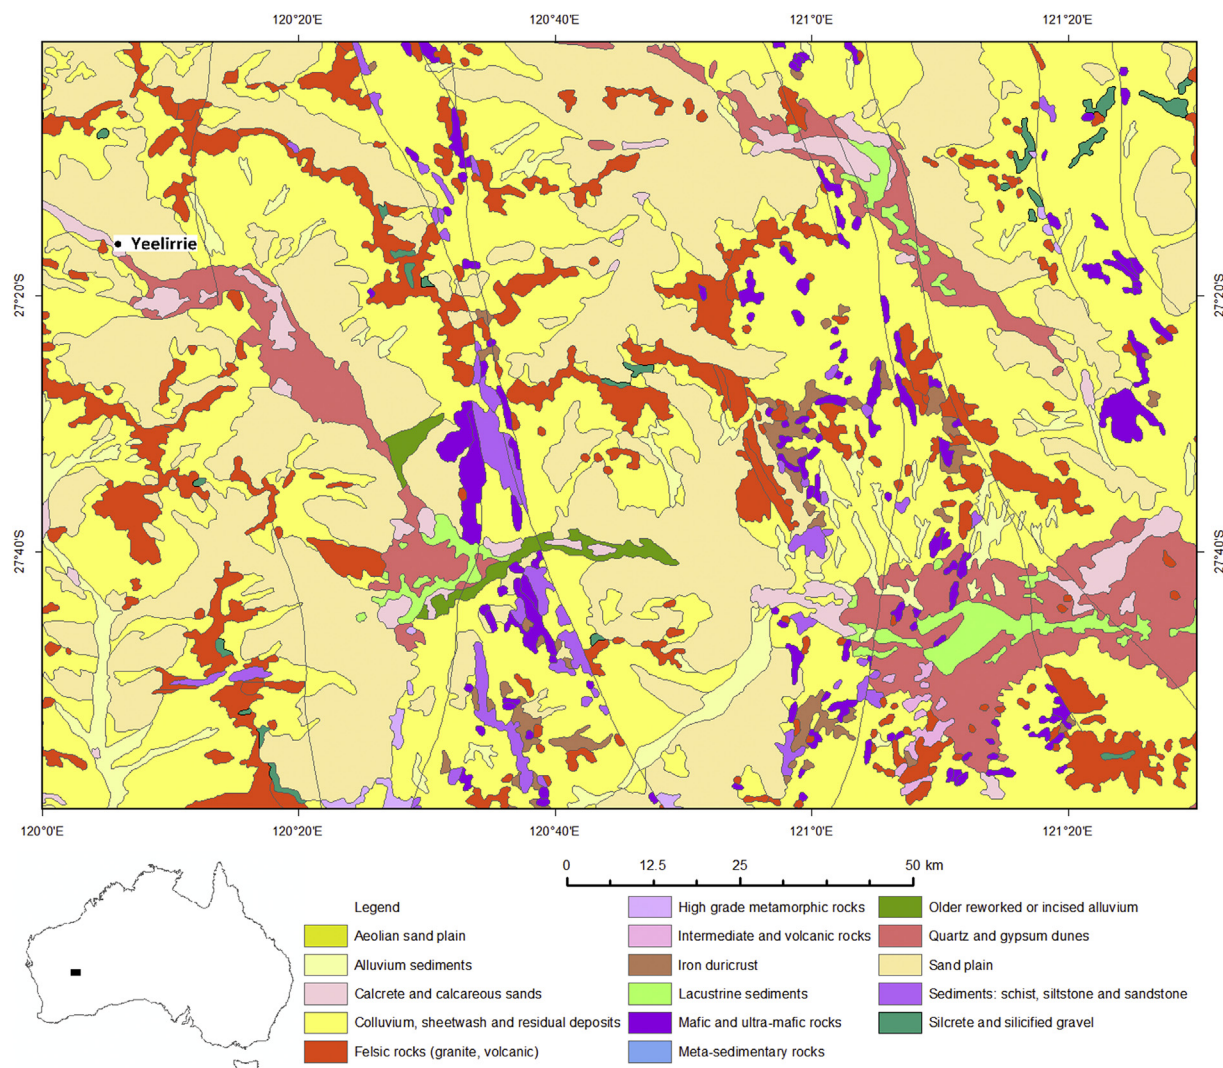 120°20'E 120°40'E 121°0'E 121°20'E
Yeelirrie
27°20'S 27°20'S
27°40'S 27°40'S
120°0'E 120°20'E 120°40'E 121°0'E 121°20'E
0 12.5 25 50 km
Legend
Aeolian sand plain
Alluvium sediments
Calcrete and calcareous sands
Colluvium, sheetwash and residual deposits
Felsic rocks (granite, volcanic)
High grade metamorphic rocks
Intermediate and volcanic rocks
Iron duricrust
Lacustrine sediments
Mafic and ultra-mafic rocks
Meta-sedimentary rocks
Older reworked or incised alluvium
Quartz and gypsum dunes
Sand plain
Sediments: schist, siltstone and sandstone
Silcrete and silicified gravel